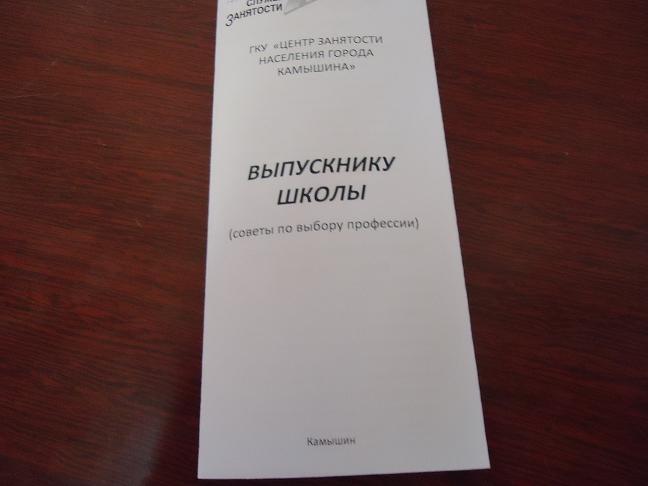 ЗАНЯТОСТИ
ГКУ «ЦЕНТР ЗАНЯТОСТИ
НАСЕЛЕНИЯ ГОРОДА
КАМЫШИНА»
ВЫПУСКНИКУ
ШКОЛЫ
(советы по выбору профессии)
Камышин